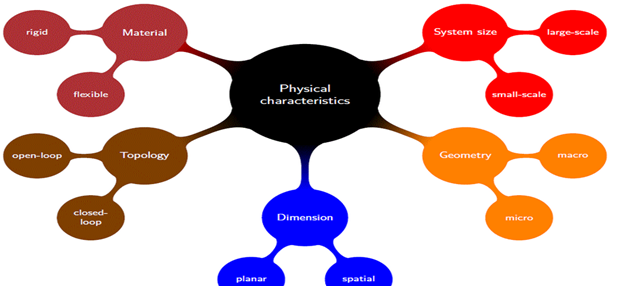 rigid
Material
flexible
System size
large-scale
small-scale
Physical
characteristics
open-loop
Topology
closed-
loop
Geometry
macro
micro
Dimension
planar
spatial